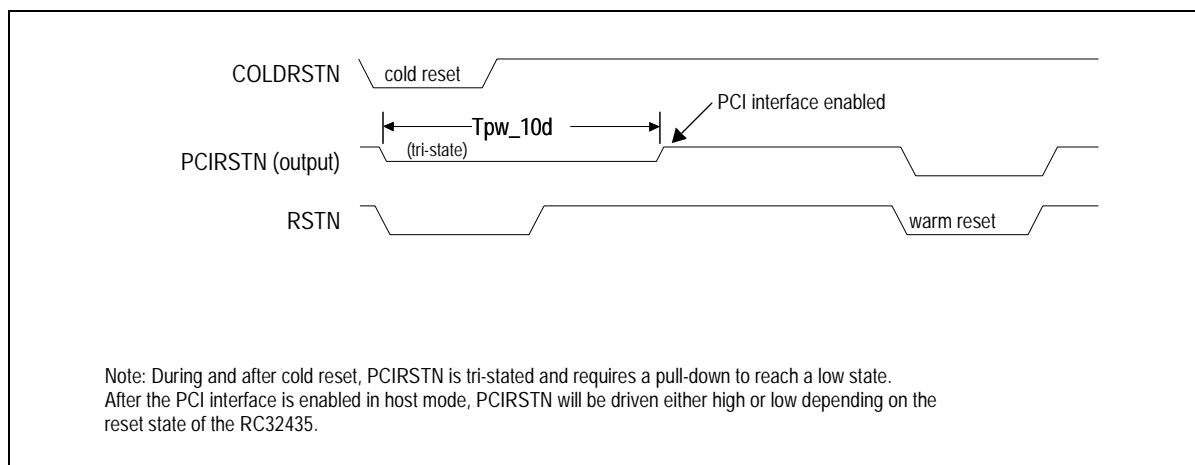 COLDRSTN
cold reset
PCI interface enabled
Tpw_10d
PCIRSTN (output)
(tri-state)
RSTN
warm reset
Note: During and after cold reset, PCIRSTN is tri-stated and requires a pull-down to reach a low state.
After the PCI interface is enabled in host mode, PCIRSTN will be driven either high or low depending on the
reset state of the RC32435.